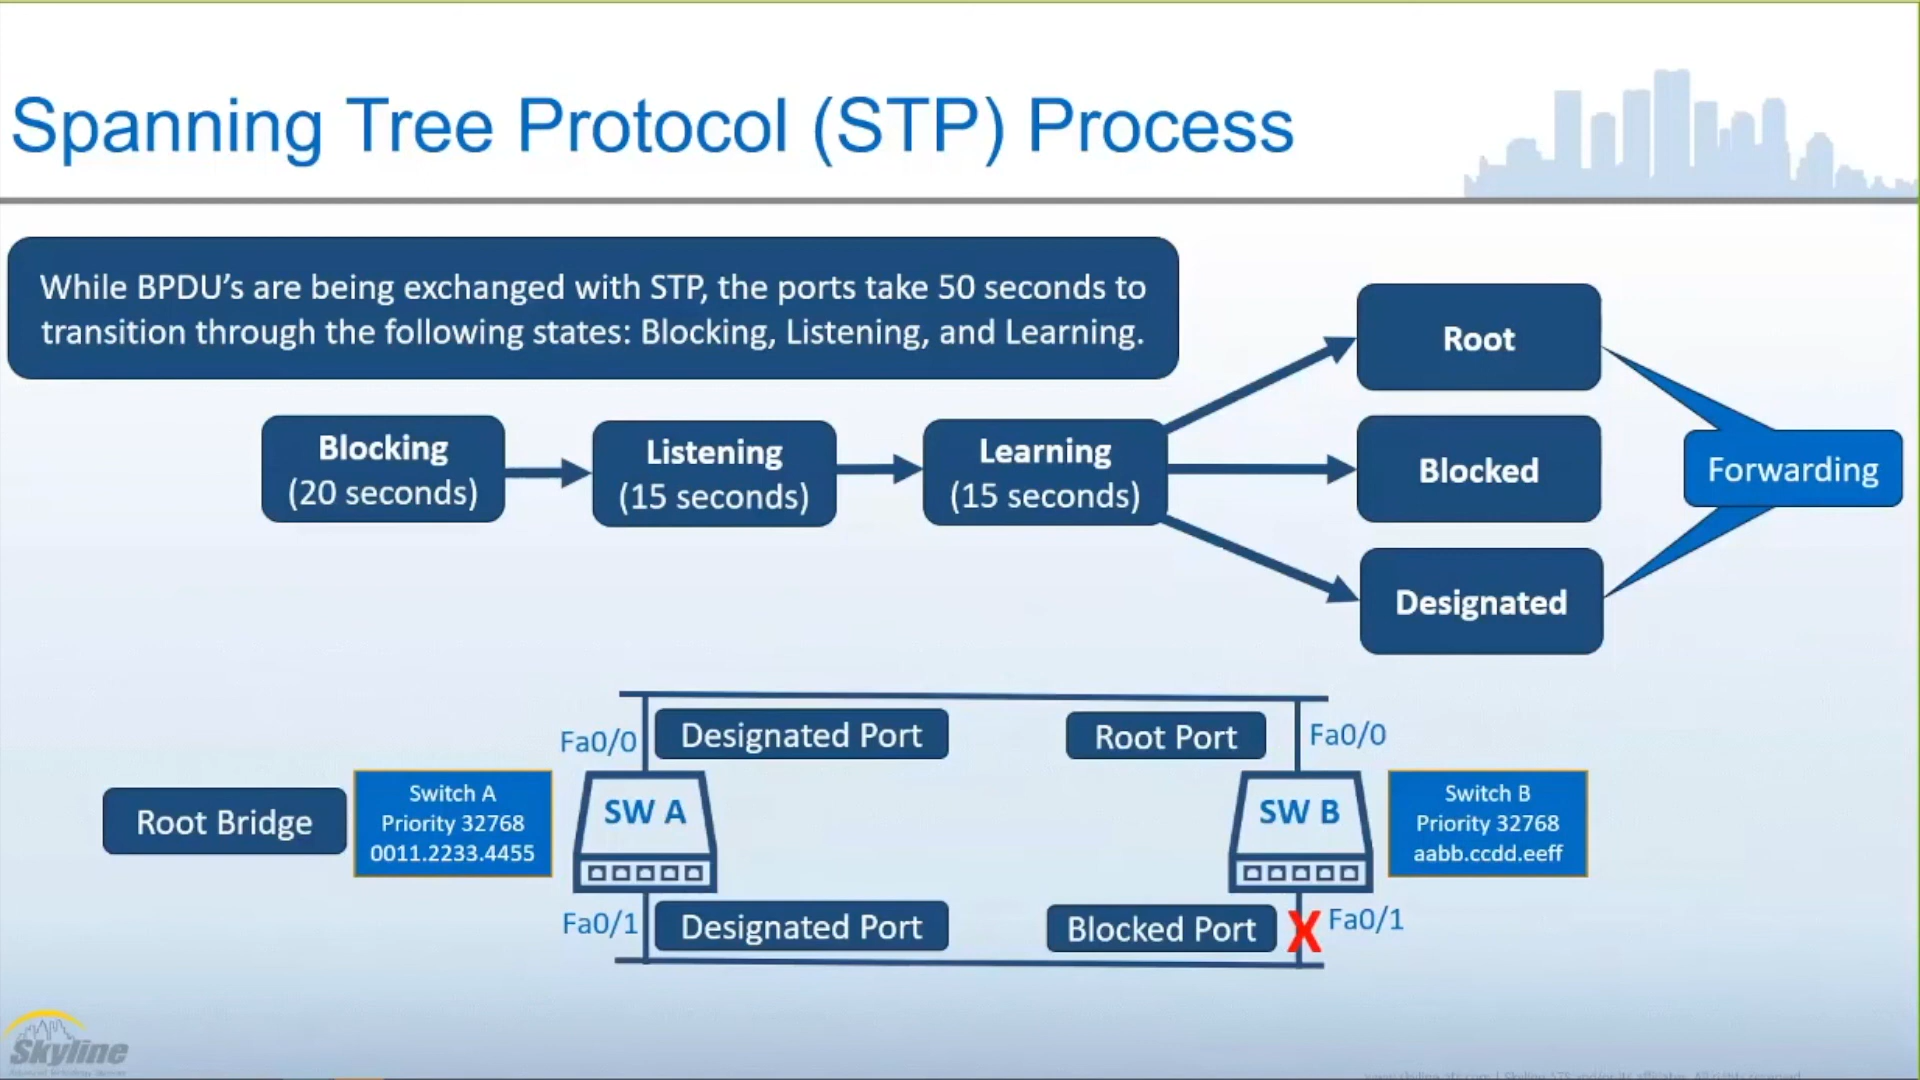 Spanning Tree Protocol (STP) Process
While BPDU's are being exchanged with STP, the ports take 50 seconds to
transition through the following states: Blocking, Listening, and Learning.
Root
Blocking
(20 seconds)
Listening
(15 seconds)
Learning
(15 seconds)
Blocked
Forwarding
Designated
Fa0/0
Designated Port
Root Port
Fa0/0
Root Bridge
Switch A
Priority 32768
0011.2233.4455
SW A
SW B
Switch B
Priority 32768
aabb.ccdd.eeff
Fa0/1
Designated Port
Blocked Port
X
Fa0/1
Skyline